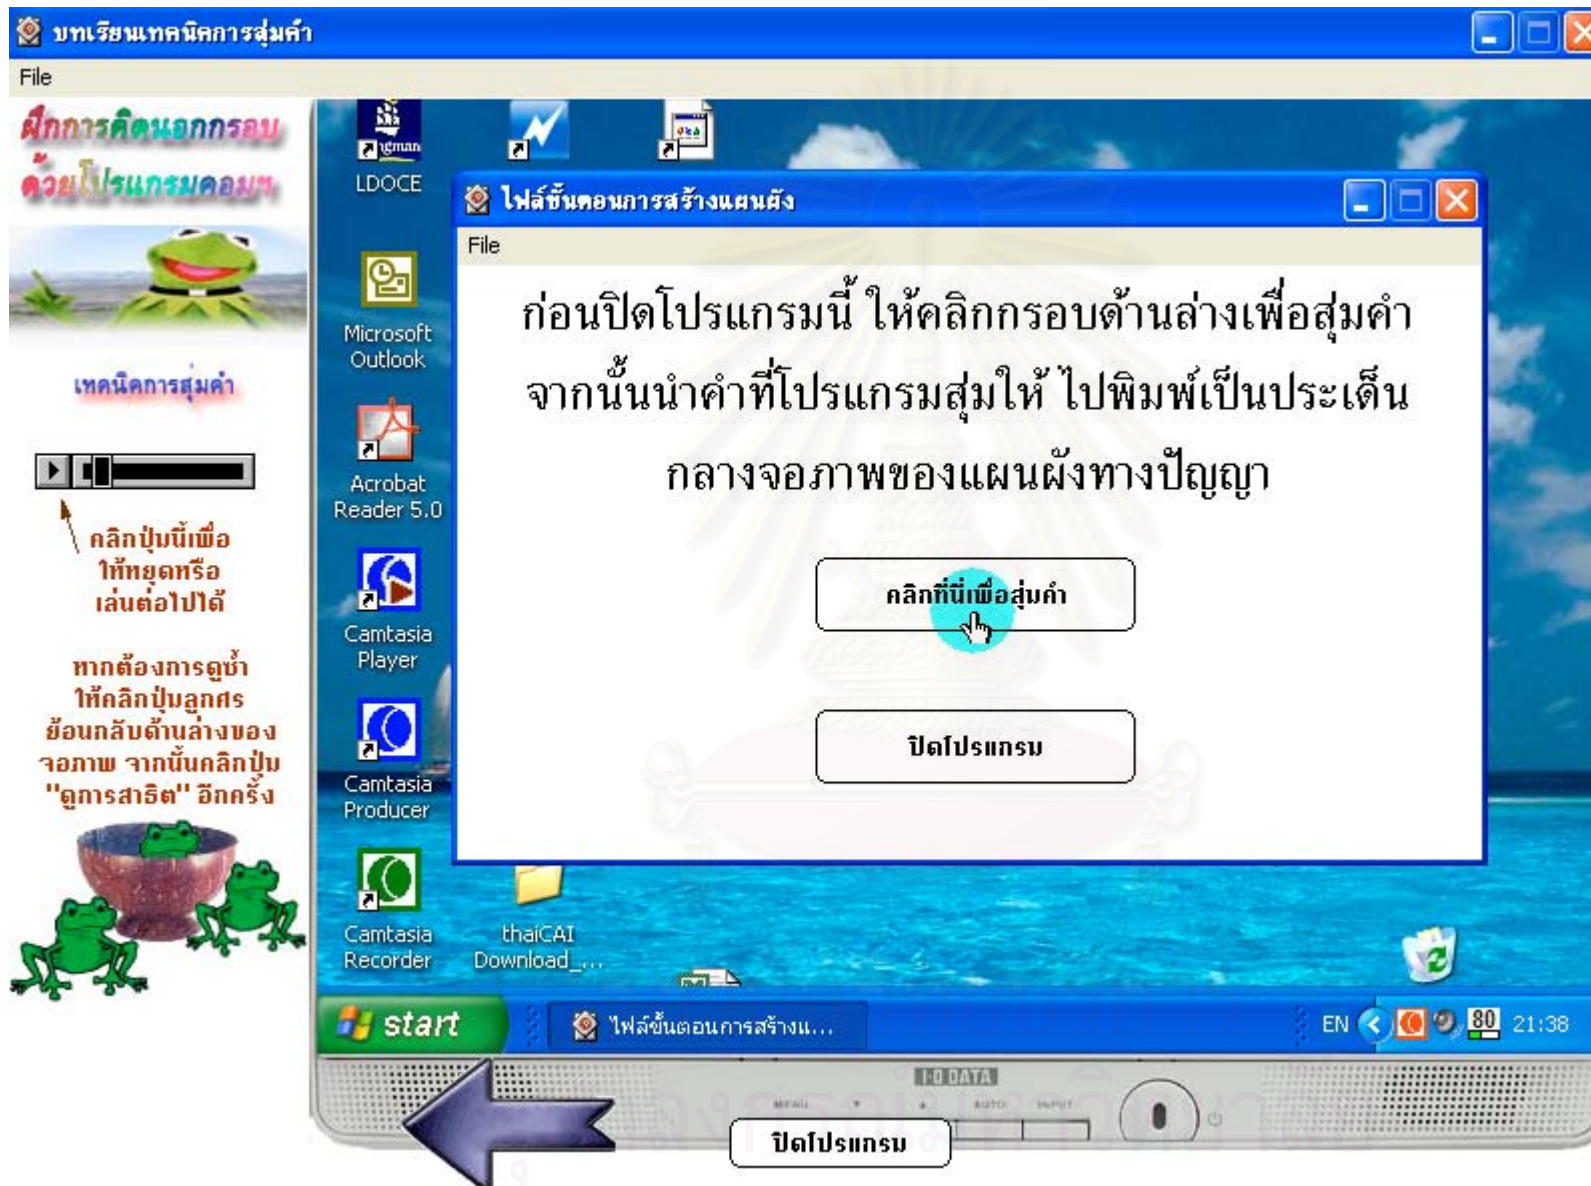 บทเรียนเทคนิคการสุ่มคำ
File
ฝึกการคิดนอกกรอบ
ด้วยโปรแกรมคอมฯ
เทคนิคการสุ่มคำ
คลิกปุ่มนี้เพื่อ
ให้หยุดหรือ
เล่นต่อไปได้
หากต้องการดูซ้ำ
ให้คลิกปุ่มลูกศร
ย้อนกลับด้านล่างของ
จอภาพ จากนั้นคลิกปุ่ม
"ดูการสาธิต" อีกครั้ง
LDOCE
Microsoft
Outlook
Acrobat
Reader 5.0
Camtasia
Player
Camtasia
Producer
Camtasia
Recorder
thaiCAI
Download_...
ไฟล์ขั้นตอนการสร้างแผนผัง
File
ก่อนปิดโปรแกรมนี้ ให้คลิกกรอบด้านล่างเพื่อสุ่มคำ
จากนั้นนำคำที่โปรแกรมสุ่มให้ ไปพิมพ์เป็นประเด็น
กลางจอภาพของแผนผังทางปัญญา
คลิกที่นี่เพื่อสุ่มคำ
ปิดโปรแกรม
start
ไฟล์ขั้นตอนการสร้างแ...
EN 80 21:38
I-O DATA
MENU AUTO INPUT
ปิดโปรแกรม